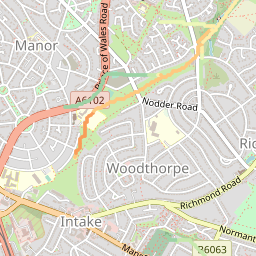 Prince of Wales Road
Manor
A6102
Nodder Road
Woodthorpe
Ric
Richmond Road
Intake
Normant
Mans
B6063